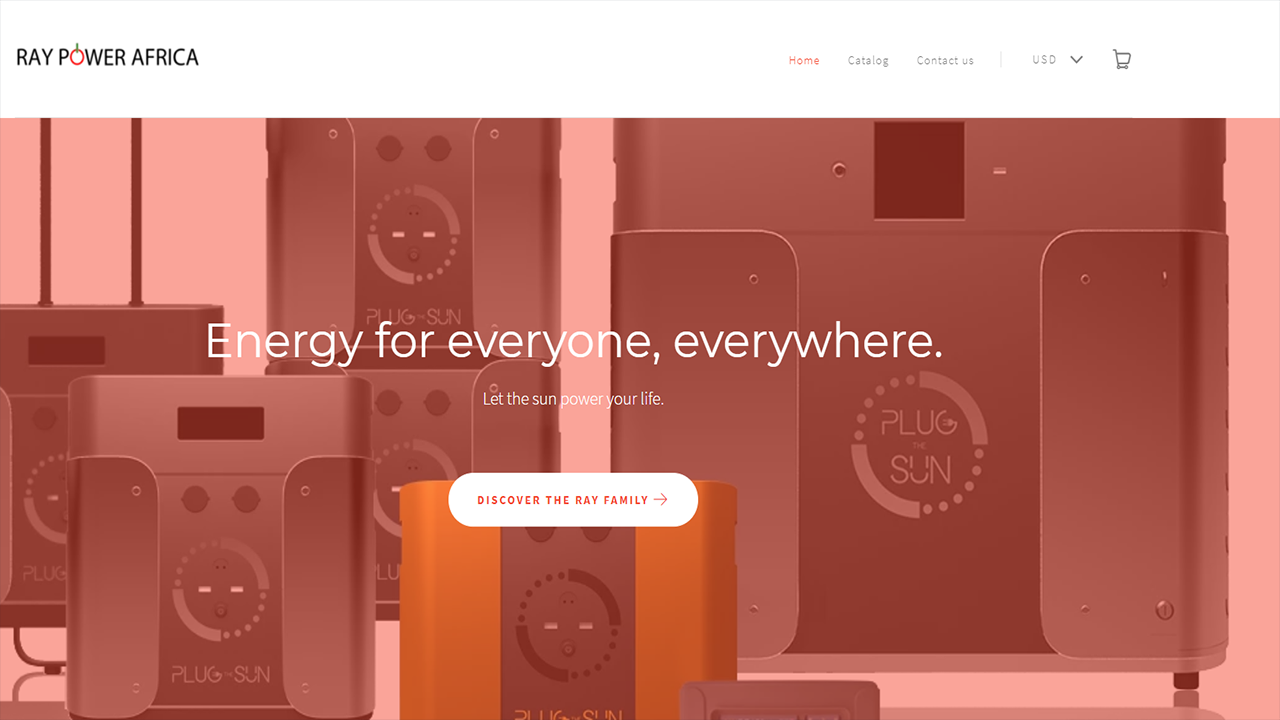 RAY POWER AFRICA
Home
Catalog
Contact us
USD
PLUG THE SUN
Energy for everyone, everywhere.
Let the sun power your life.
PLUG
THE
SUN
DISCOVER THE RAY FAMILY
PLUG
PLU
PLUG THE SUN
PLUG THE SUN